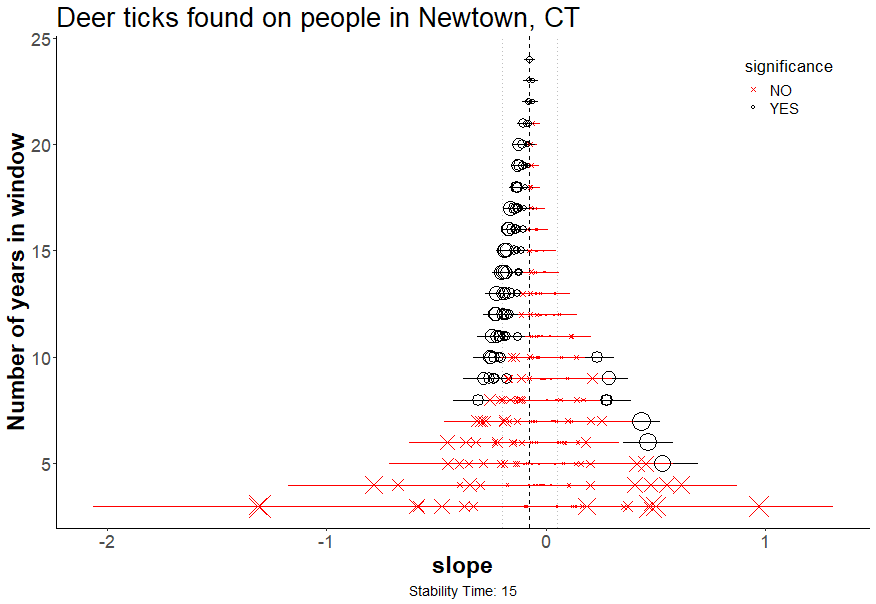 Deer ticks found on people in Newtown, CT
significance
NO
YES
Number of years in window
25
20
15
10
5
-2
-1
0
1
slope
Stability Time: 15